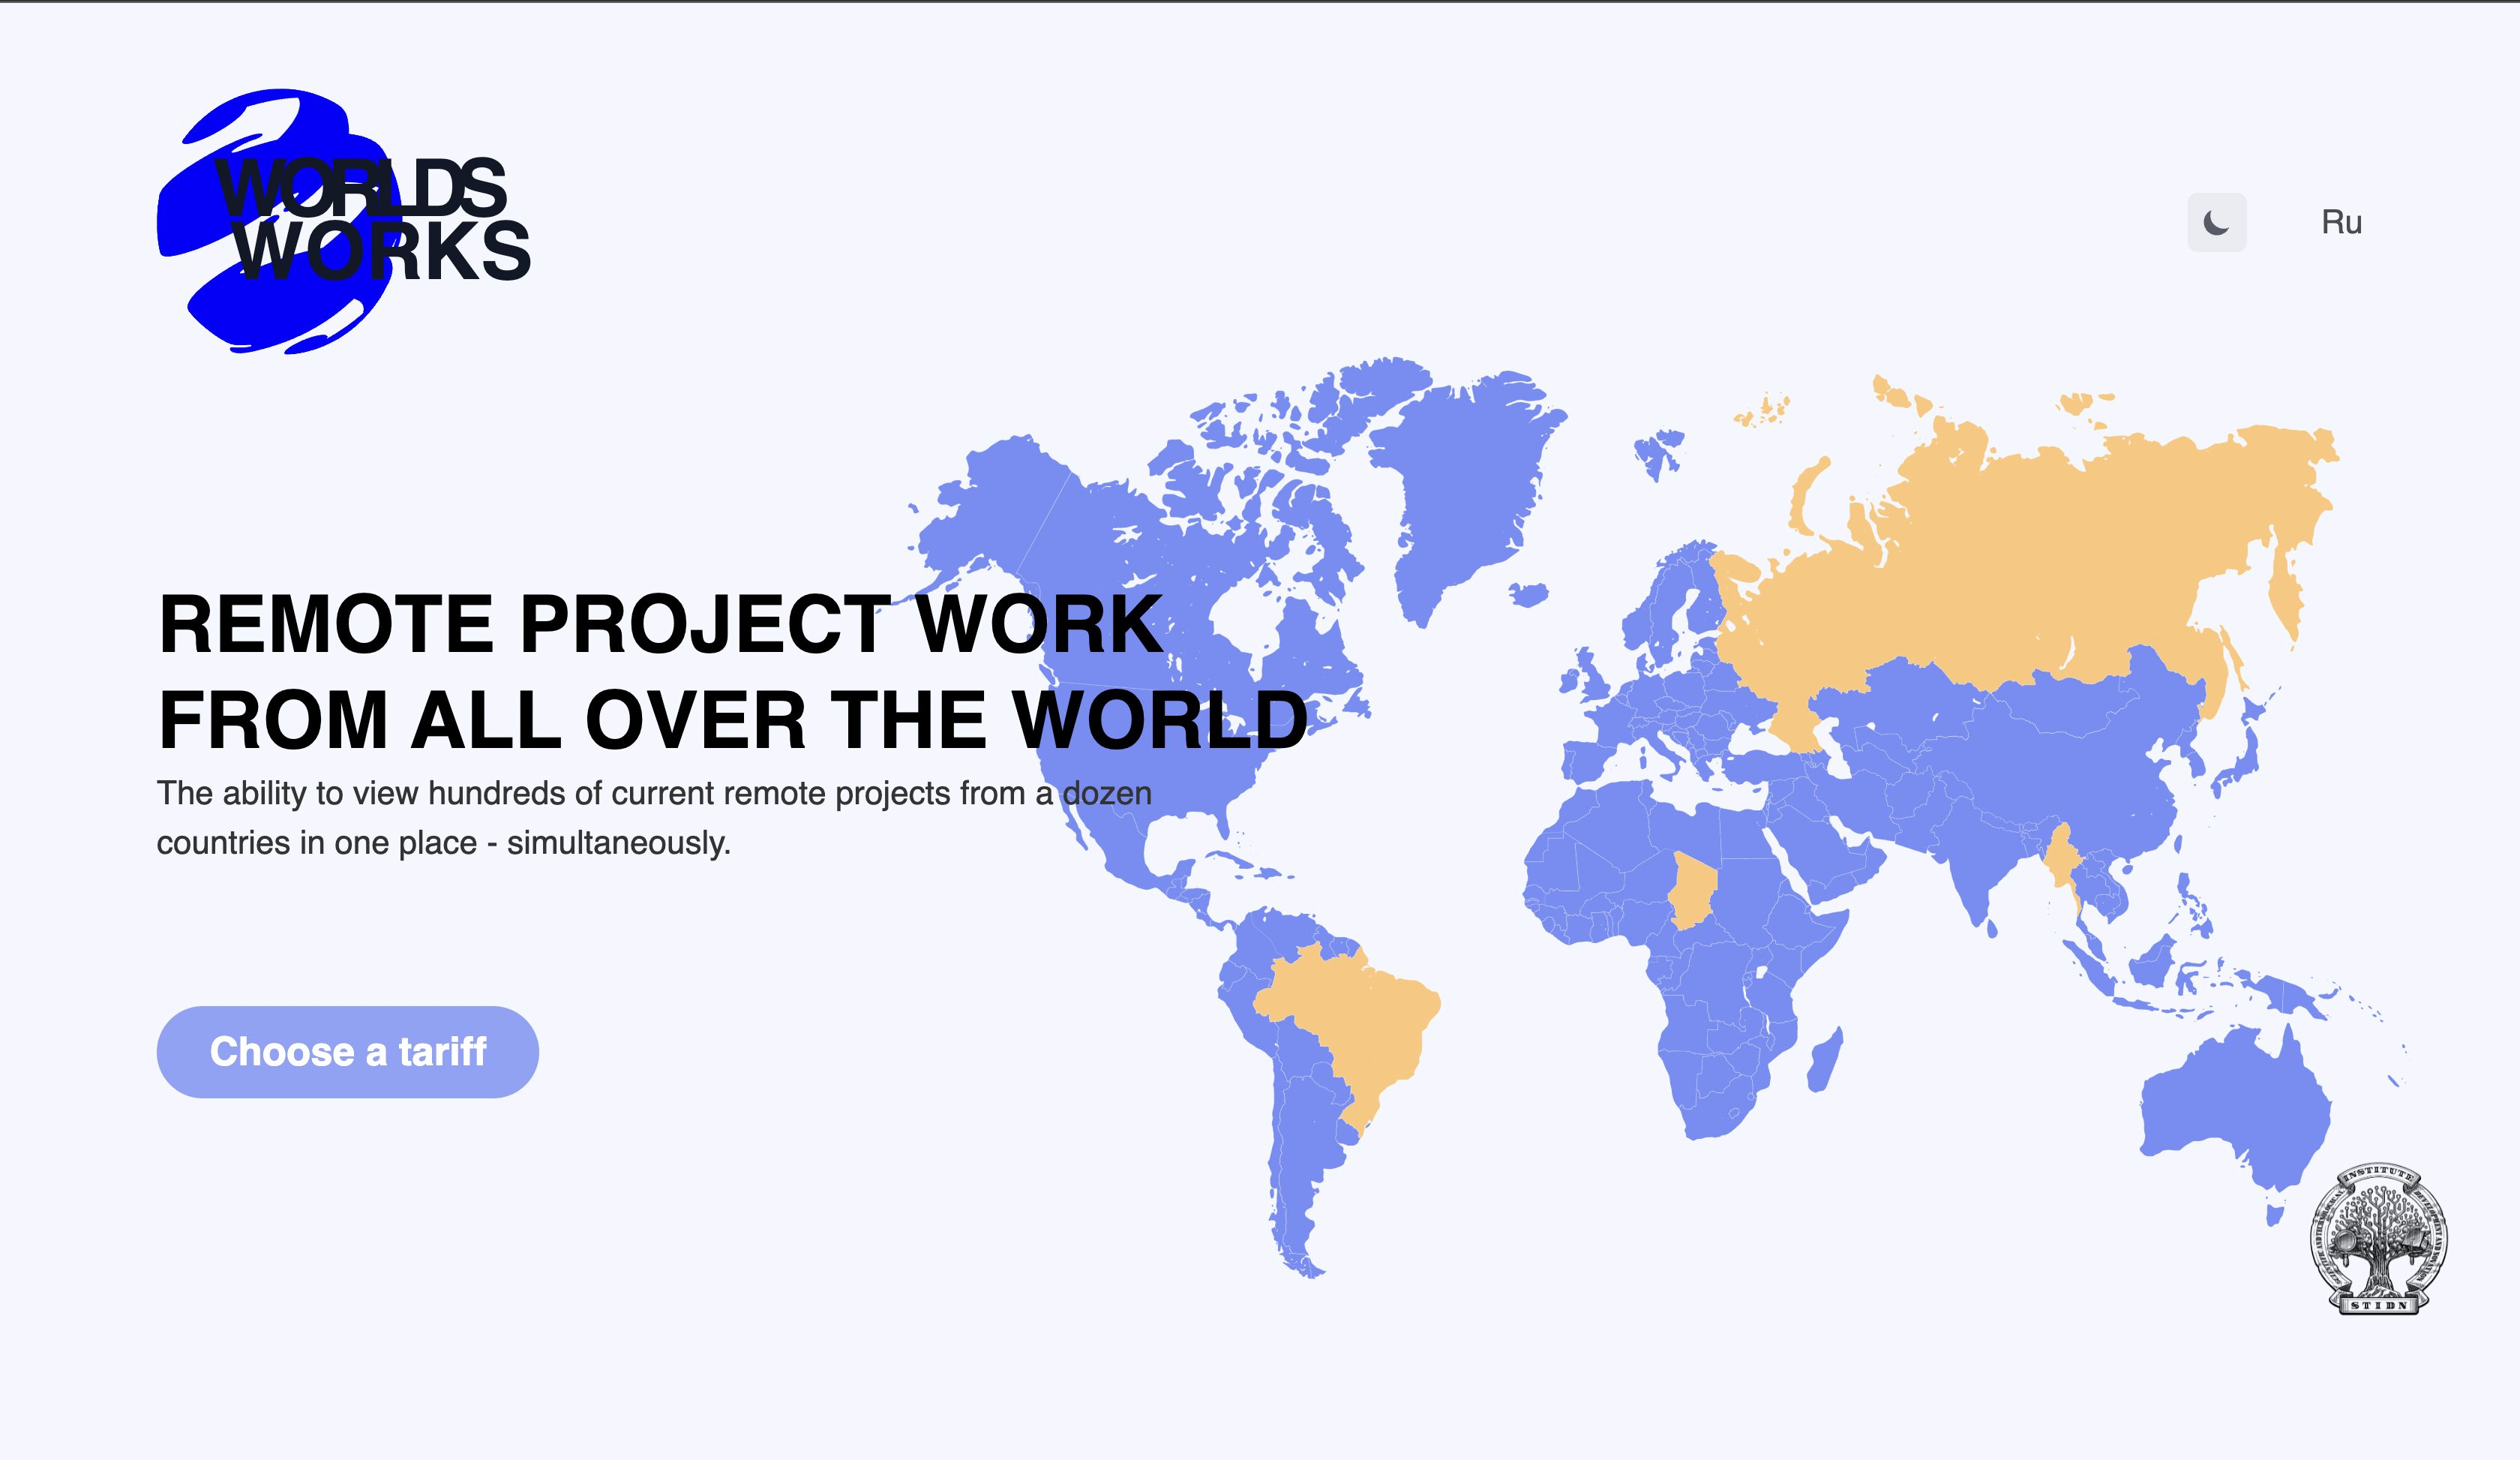 WORLDS
WORKS
Ru
REMOTE PROJECT WORK
FROM ALL OVER THE WORLD
The ability to view hundreds of current remote projects from a dozen
countries in one place - simultaneously.
Choose a tariff
INSTITUTE
STIDN